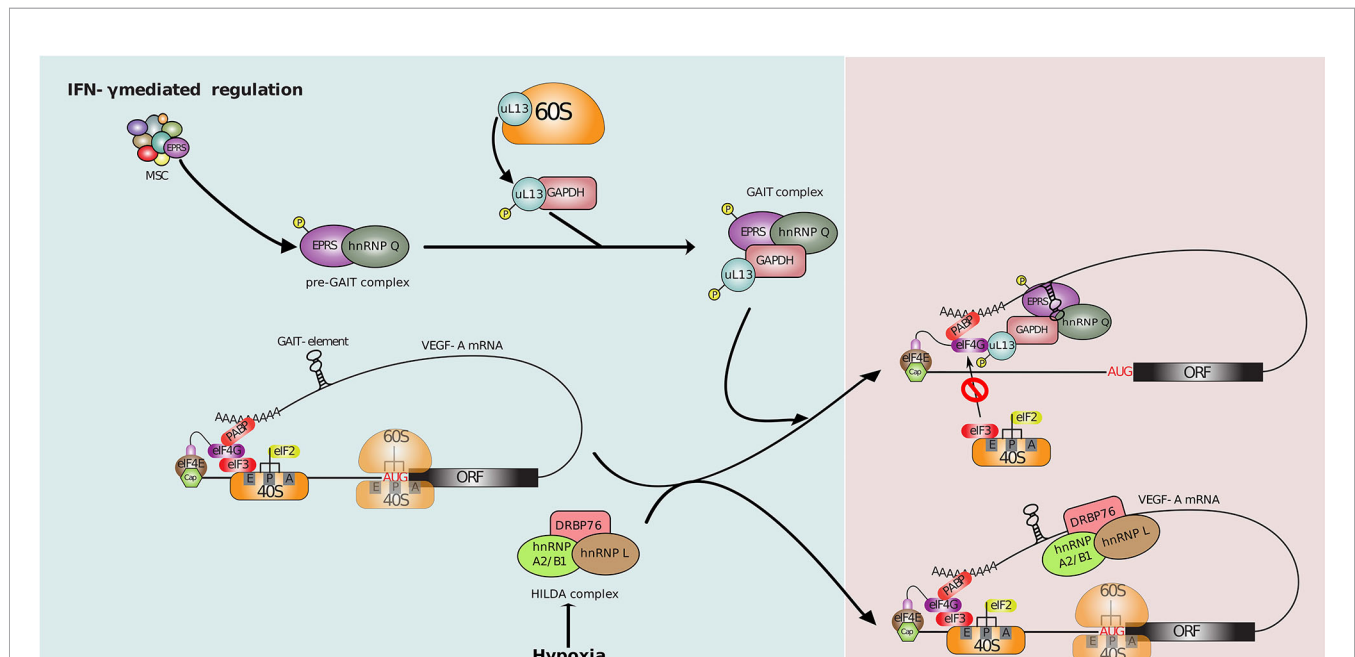 IFN- γmediated regulation
uL13
60S
EPRS
MSC
uL13
GAPDH
P
GAIT complex
P
P
EPRS
hnRNP Q
EPRS
hnRNP Q
GAPDH
uL13
P
pre-GAIT complex
P
EPRS
hnRNP Q
GAPDH
uL13
P
AAAAAAAAA
PABP
eIF4G
eIF4E
Cap
AUG
ORF
GAIT- element
VEGF- A mRNA
AAAAAAAAA
PABP
eIF4G
eIF2
eIF4E
eIF3
Cap
E P A
40S
60S
AUG
E P A
40S
ORF
eIF2
eIF3
E P A
40S
DRBP76
hnRNP
A2/B1
hnRNP L
HILDA complex
Hypoxia
VEGF- A mRNA
DRBP76
hnRNP
A2/B1
hnRNP L
AAAAAAAAA
PABP
eIF4G
eIF2
eIF4E
eIF3
Cap
E P A
40S
60S
AUG
E P A
40S
ORF